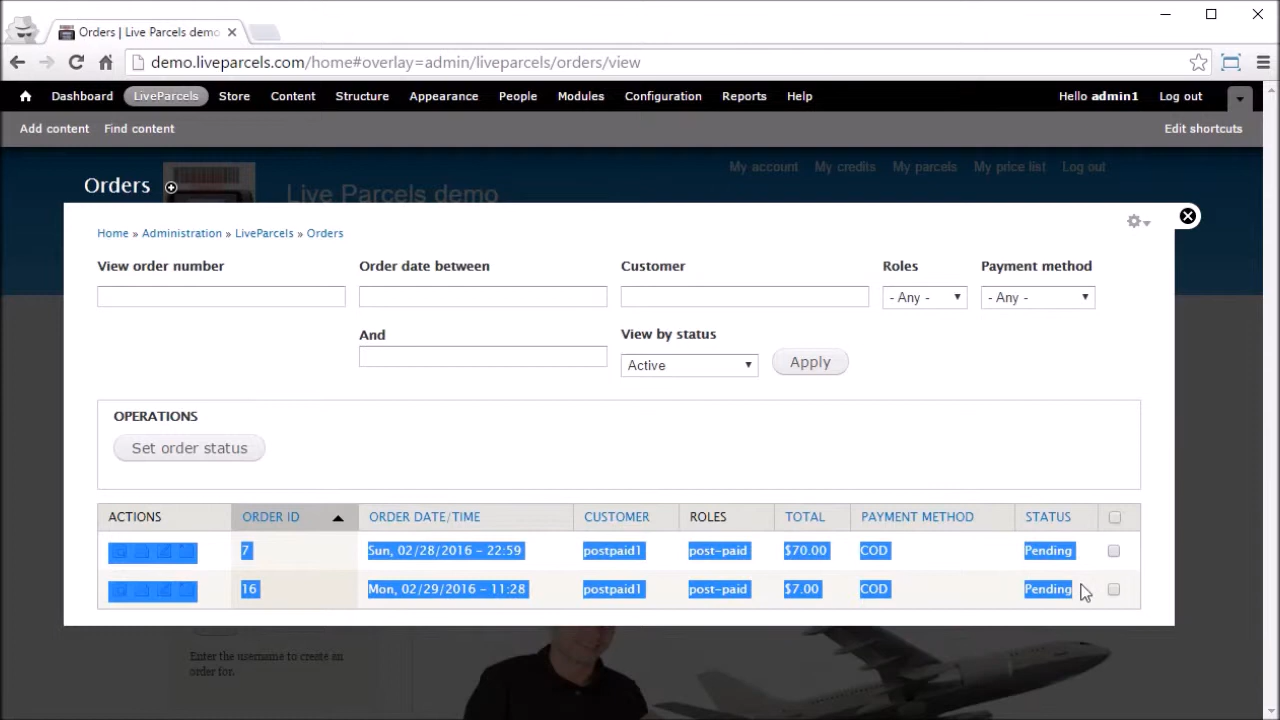 Orders | Live Parcels demo
demo.liveparcels.com/home#overlay=admin/liveparcels/orders/view
Dashboard LiveParcels Store Content Structure Appearance People Modules Configuration Reports Help Hello admin1 Log out
Add content Find content Edit shortcuts
My account My credits My parcels My price list Log out
Orders
Live Parcels demo
Home » Administration » LiveParcels » Orders
View order number Order date between Customer Roles Payment method
- Any - - Any -
And View by status
Active Apply
OPERATIONS
Set order status
ACTIONS ORDER ID ORDER DATE/TIME CUSTOMER ROLES TOTAL PAYMENT METHOD STATUS
7 Sun, 02/28/2016 - 22:59 postpaid1 post-paid $70.00 COD Pending
16 Mon, 02/29/2016 - 11:28 postpaid1 post-paid $7.00 COD Pending
Enter the username to create an
order for.